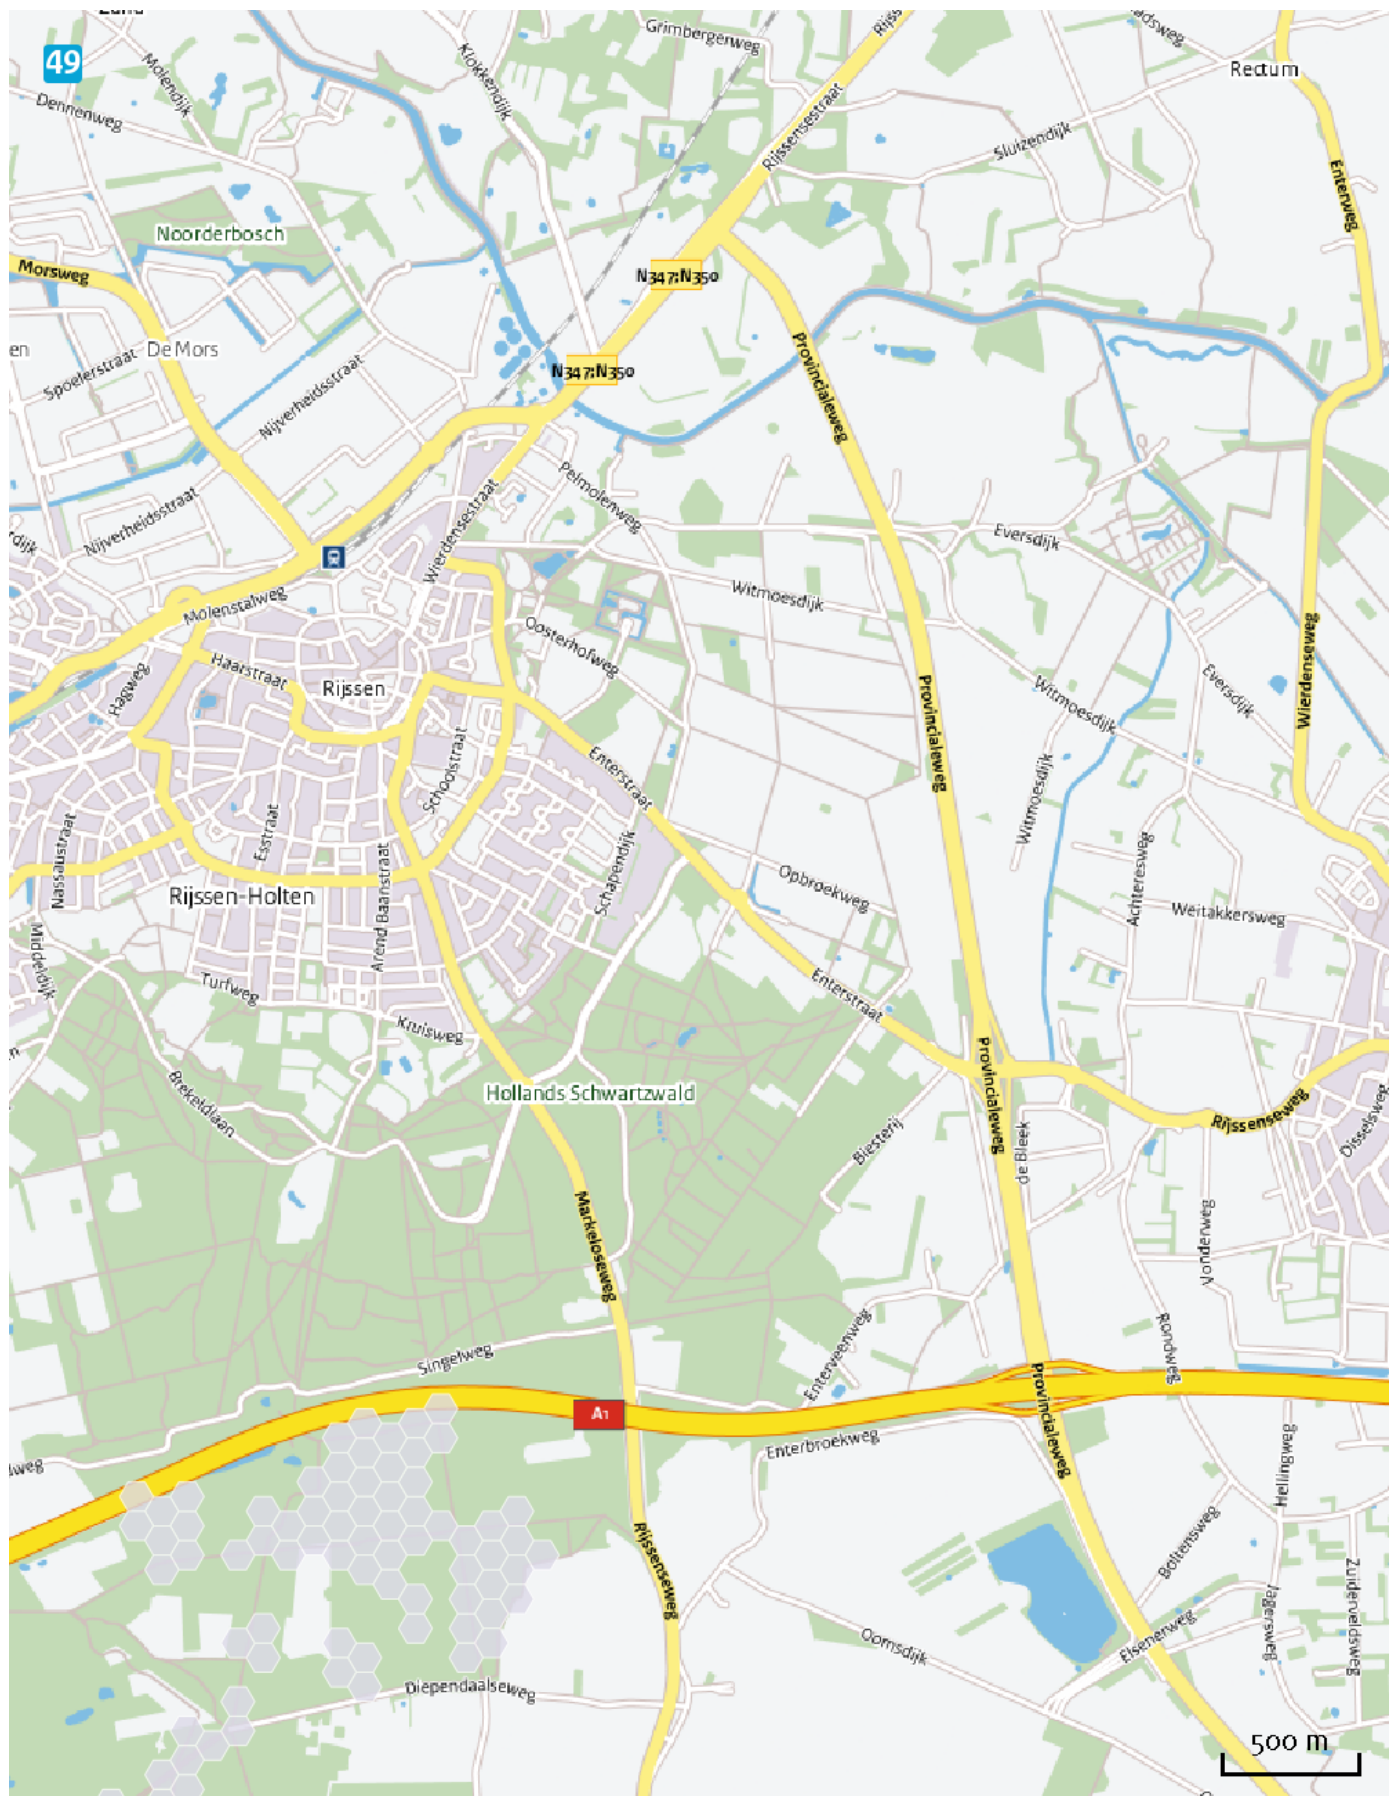 49
Grimbergerweg
Klokkendijk
Molendijk
Dennenweg
Rectum
Rijssensestraat
Sluizendijk
Enterweg
Noorderbosch
Morsweg
N347;N350
De Mors
Spoelerstraat
Nijverheidsstraat
N347;N350
Provincialeweg
Pelmolenweg
Nijverheidsstraat
Wierdensestraat
Eversdijk
Witmoesdijk
Molenstalweg
Oosterhofweg
Haarstraat
Hagweg
Rijssen
Wierdenseweg
Eversdijk
Witmoesdijk
Provincialeweg
Schoolstraat
Enterstraat
Witmoesdijk
Esstraat
Nassaustraat
Schapendijk
Arend Baanstraat
Rijssen-Holten
Opbroekweg
Achteresweg
Weitakkersweg
Middeldijk
Turfweg
Enterstraat
Kruisweg
Provincialeweg
Hollands Schwartzwald
Brekeldlaan
Rijssenseweg
Disselsweg
Biesterij
de Bleek
Markeloseweg
Vonderweg
Enterveenweg
Rondweg
Singelweg
Provincialeweg
A1
Enterbroekweg
Hellingweg
Rijssenseweg
Boltensweg
Zuiderveldsweg
Jagersweg
Elsenerweg
Oomsdijk
Diependaalseweg
500 m